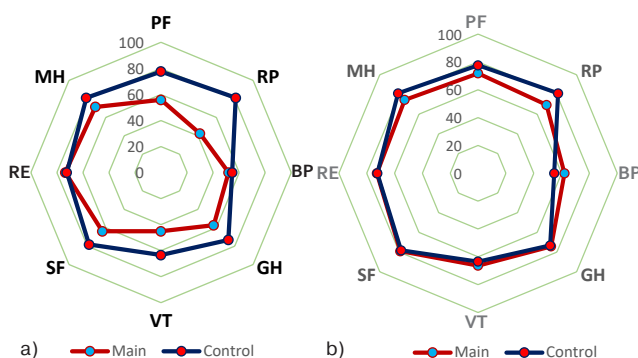 PF
PF
100
100
MH
RP
MH
RP
80
80
60
60
40
40
20
20
RE
0
BP
RE
0
BP
SF
GH
SF
GH
VT
VT
a)
Main
Control
b)
Main
Control